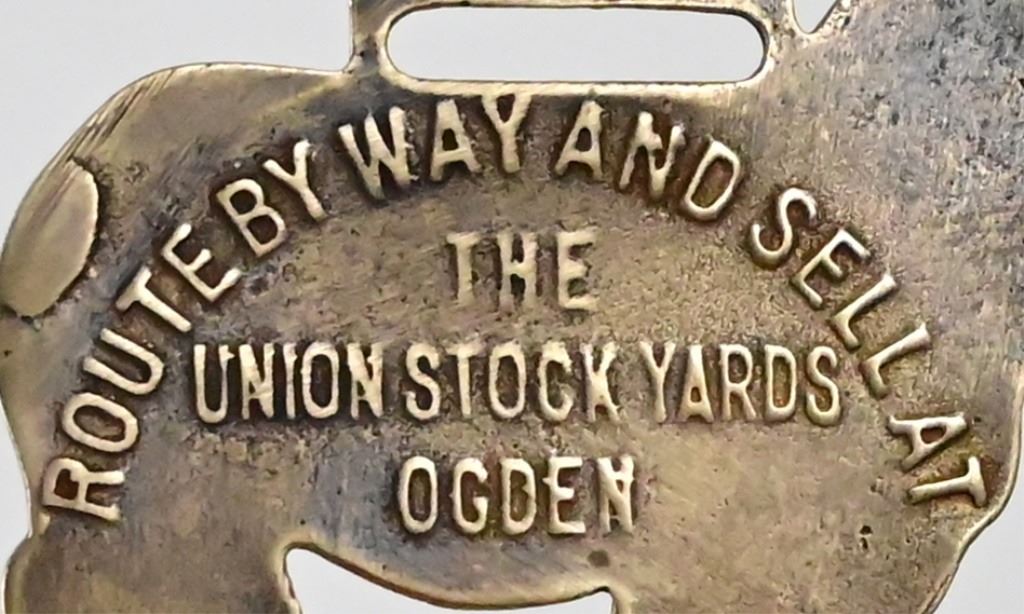 ROUTE BY WAY AND SELL AT
THE
UNION STOCK YARDS
OGDEN